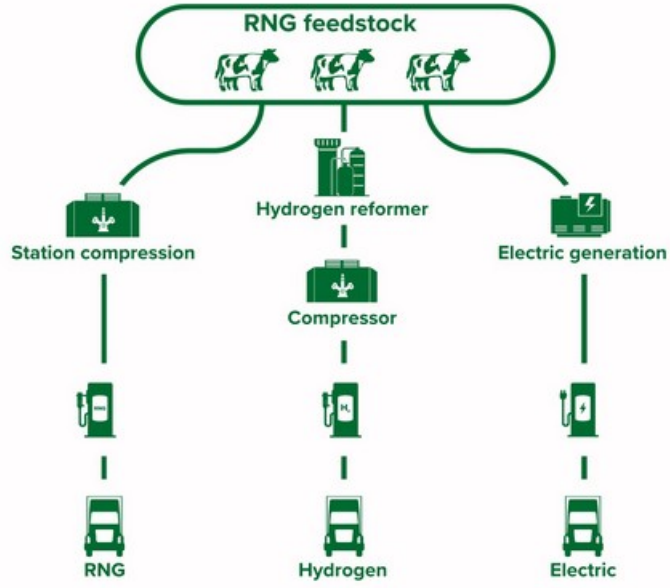 RNG feedstock
Hydrogen reformer
Station compression
Electric generation
Compressor
RNG
H₂
RNG
Hydrogen
Electric